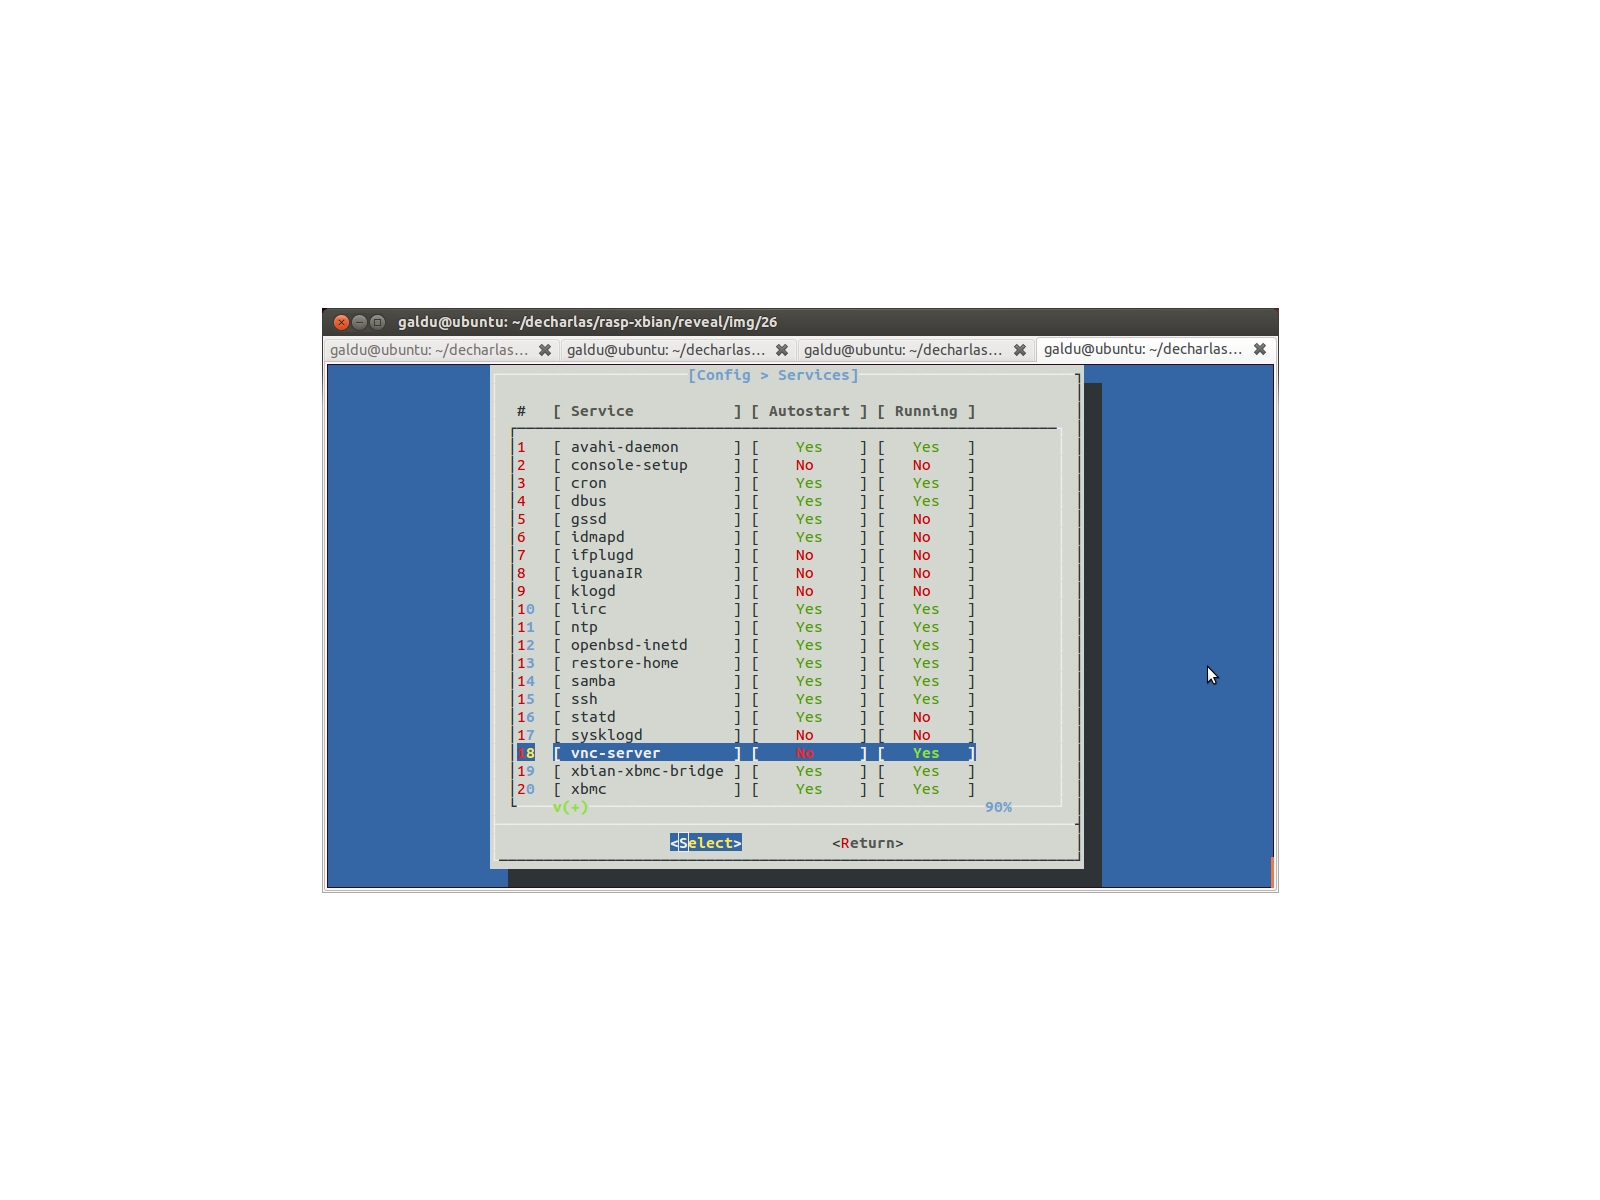 galdu@ubuntu: ~/decharlas/rasp-xbian/reveal/img/26
galdu@ubuntu: ~/decharlas... galdu@ubuntu: ~/decharlas... galdu@ubuntu: ~/decharlas... galdu@ubuntu: ~/decharlas...
[Config > Services]
# [ Service ] [ Autostart ] [ Running ]
1 [ avahi-daemon ] [ Yes ] [ Yes ]
2 [ console-setup ] [ No ] [ No ]
3 [ cron ] [ Yes ] [ Yes ]
4 [ dbus ] [ Yes ] [ Yes ]
5 [ gssd ] [ Yes ] [ No ]
6 [ idmapd ] [ Yes ] [ No ]
7 [ ifplugd ] [ No ] [ No ]
8 [ iguanaIR ] [ No ] [ No ]
9 [ klogd ] [ No ] [ No ]
10 [ lirc ] [ Yes ] [ Yes ]
11 [ ntp ] [ Yes ] [ Yes ]
12 [ openbsd-inetd ] [ Yes ] [ Yes ]
13 [ restore-home ] [ Yes ] [ Yes ]
14 [ samba ] [ Yes ] [ Yes ]
15 [ ssh ] [ Yes ] [ Yes ]
16 [ statd ] [ Yes ] [ No ]
17 [ sysklogd ] [ No ] [ No ]
18 [ vnc-server ] [ No ] [ Yes ]
19 [ xbian-xbmc-bridge ] [ Yes ] [ Yes ]
20 [ xbmc ] [ Yes ] [ Yes ]
v(+) 90%
<Select> <Return>